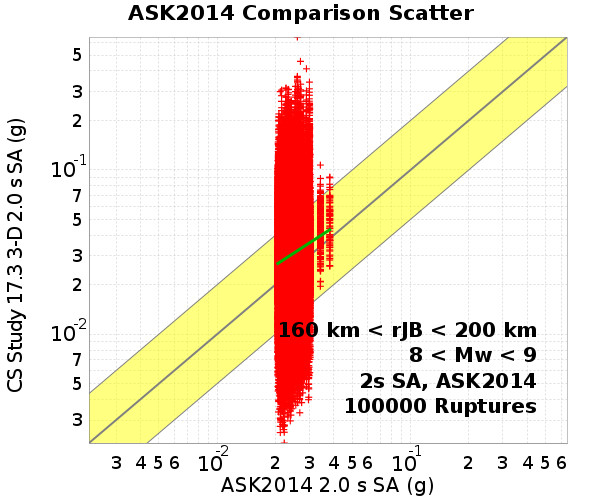 ASK2014 Comparison Scatter
CS Study 17.3 3-D 2.0 s SA (g)
5
3
2
10^-1
7
5
3
2
10^-2
7
5
3
160 km < rJB < 200 km
8 < Mw < 9
2s SA, ASK2014
100000 Ruptures
3 4 5 6 10^-2 2 3 4 5 6 10^-1 2 3 4 5 6
ASK2014 2.0 s SA (g)